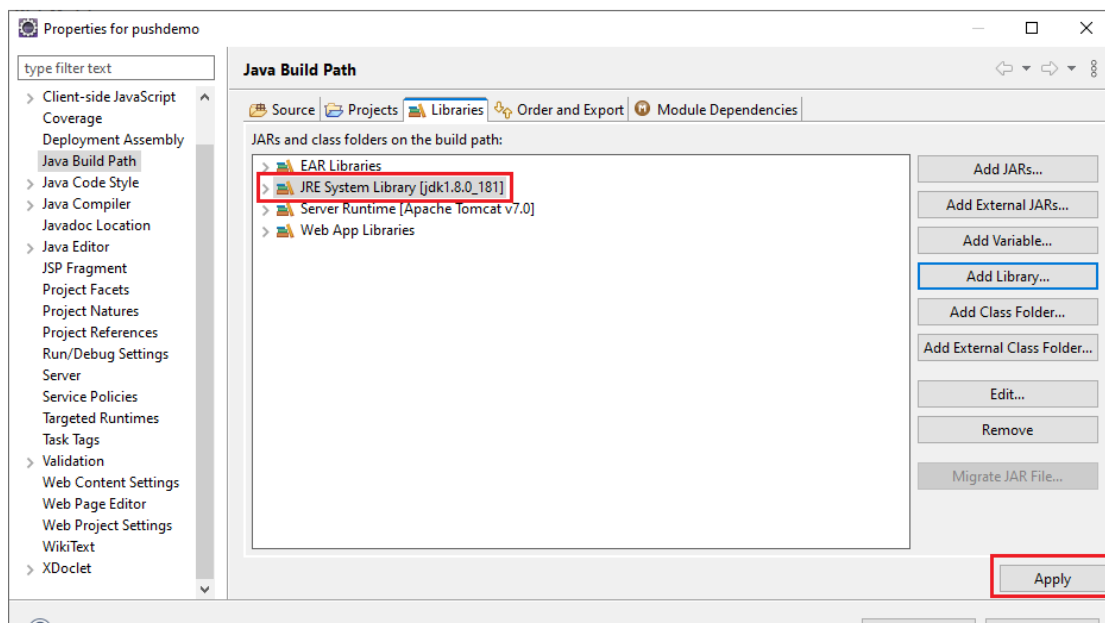 Properties for pushdemo
type filter text
Client-side JavaScript
Coverage
Deployment Assembly
Java Build Path
Java Code Style
Java Compiler
Javadoc Location
Java Editor
JSP Fragment
Project Facets
Project Natures
Project References
Run/Debug Settings
Server
Service Policies
Targeted Runtimes
Task Tags
Validation
Web Content Settings
Web Page Editor
Web Project Settings
WikiText
XDoclet
Java Build Path
Source Projects Libraries Order and Export Module Dependencies
JARs and class folders on the build path:
EAR Libraries
JRE System Library [jdk1.8.0_181]
Server Runtime [Apache Tomcat v7.0]
Web App Libraries
Add JARs...
Add External JARs...
Add Variable...
Add Library...
Add Class Folder...
Add External Class Folder...
Edit...
Remove
Migrate JAR File...
Apply